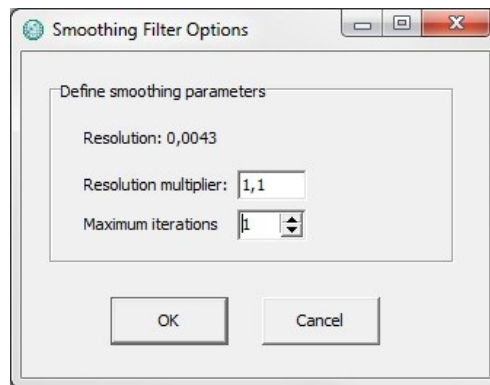 Smoothing Filter Options
Define smoothing parameters
Resolution: 0,0043
Resolution multiplier: 1,1
Maximum iterations 1
OK Cancel